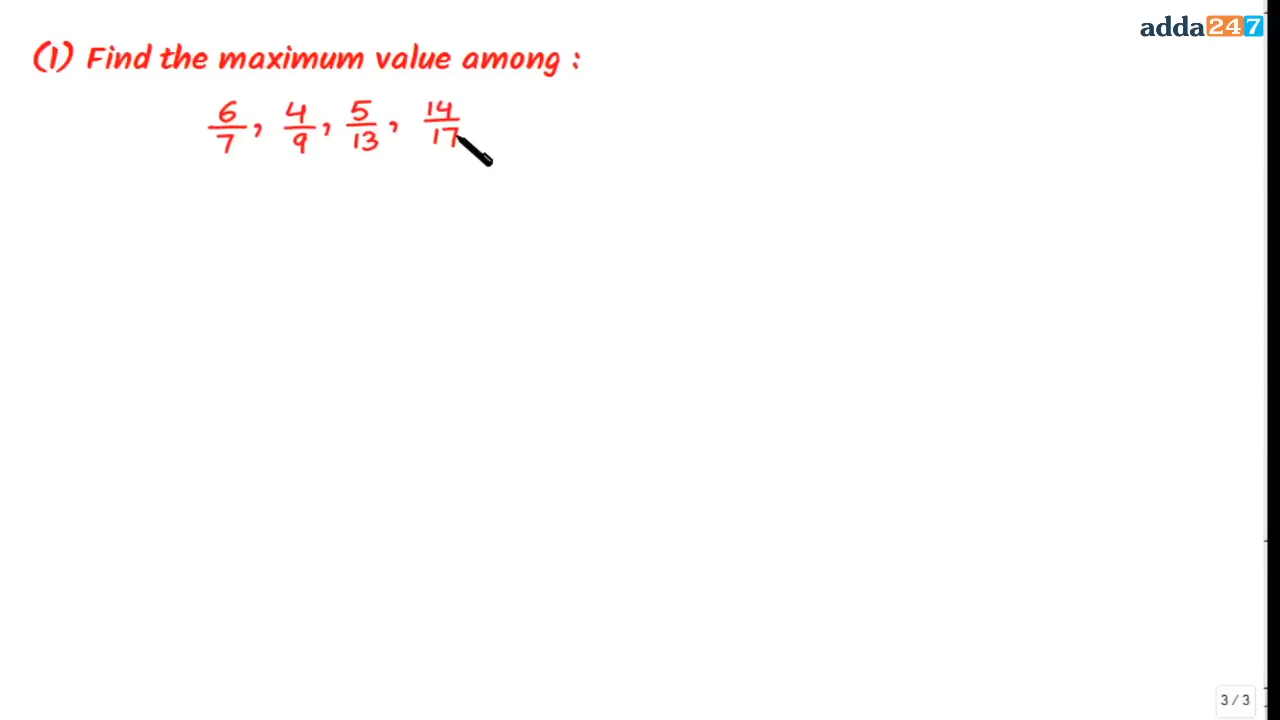 adda247
(1) Find the maximum value among :
6/7, 4/9, 5/13, 14/17
3 / 3